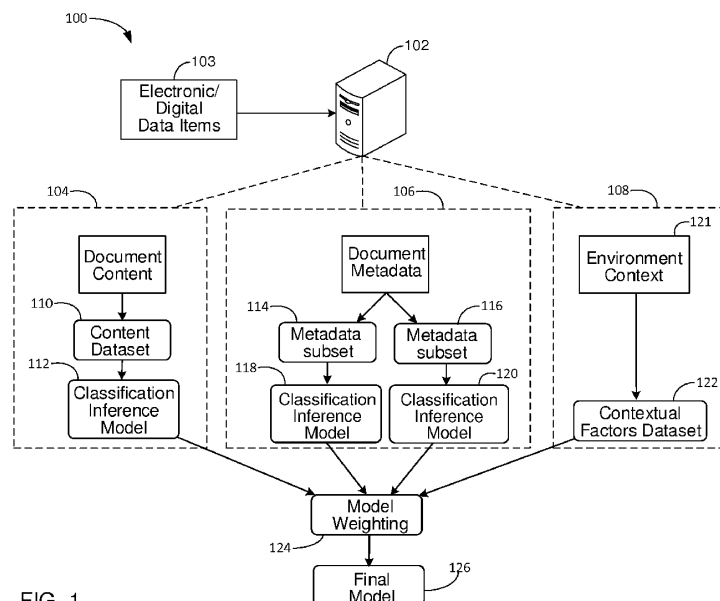 100
102
103
Electronic/
Digital
Data Items
104
106
108
Document
Content
110
Content
Dataset
112
Classification
Inference
Model
Document
Metadata
114
Metadata
subset
116
Metadata
subset
118
Classification
Inference
Model
120
Classification
Inference
Model
121
Environment
Context
122
Contextual
Factors Dataset
Model
Weighting
124
Final
Model
126
FIG. 1